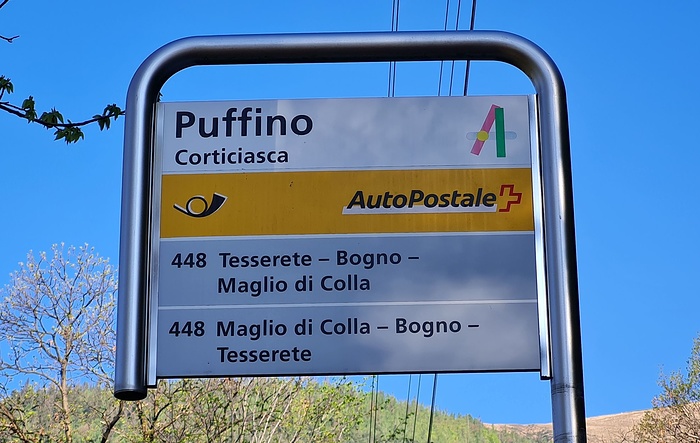 Puffino
Corticiasca
AutoPostale
448 Tesserete – Bogno –
Maglio di Colla
448 Maglio di Colla – Bogno –
Tesserete